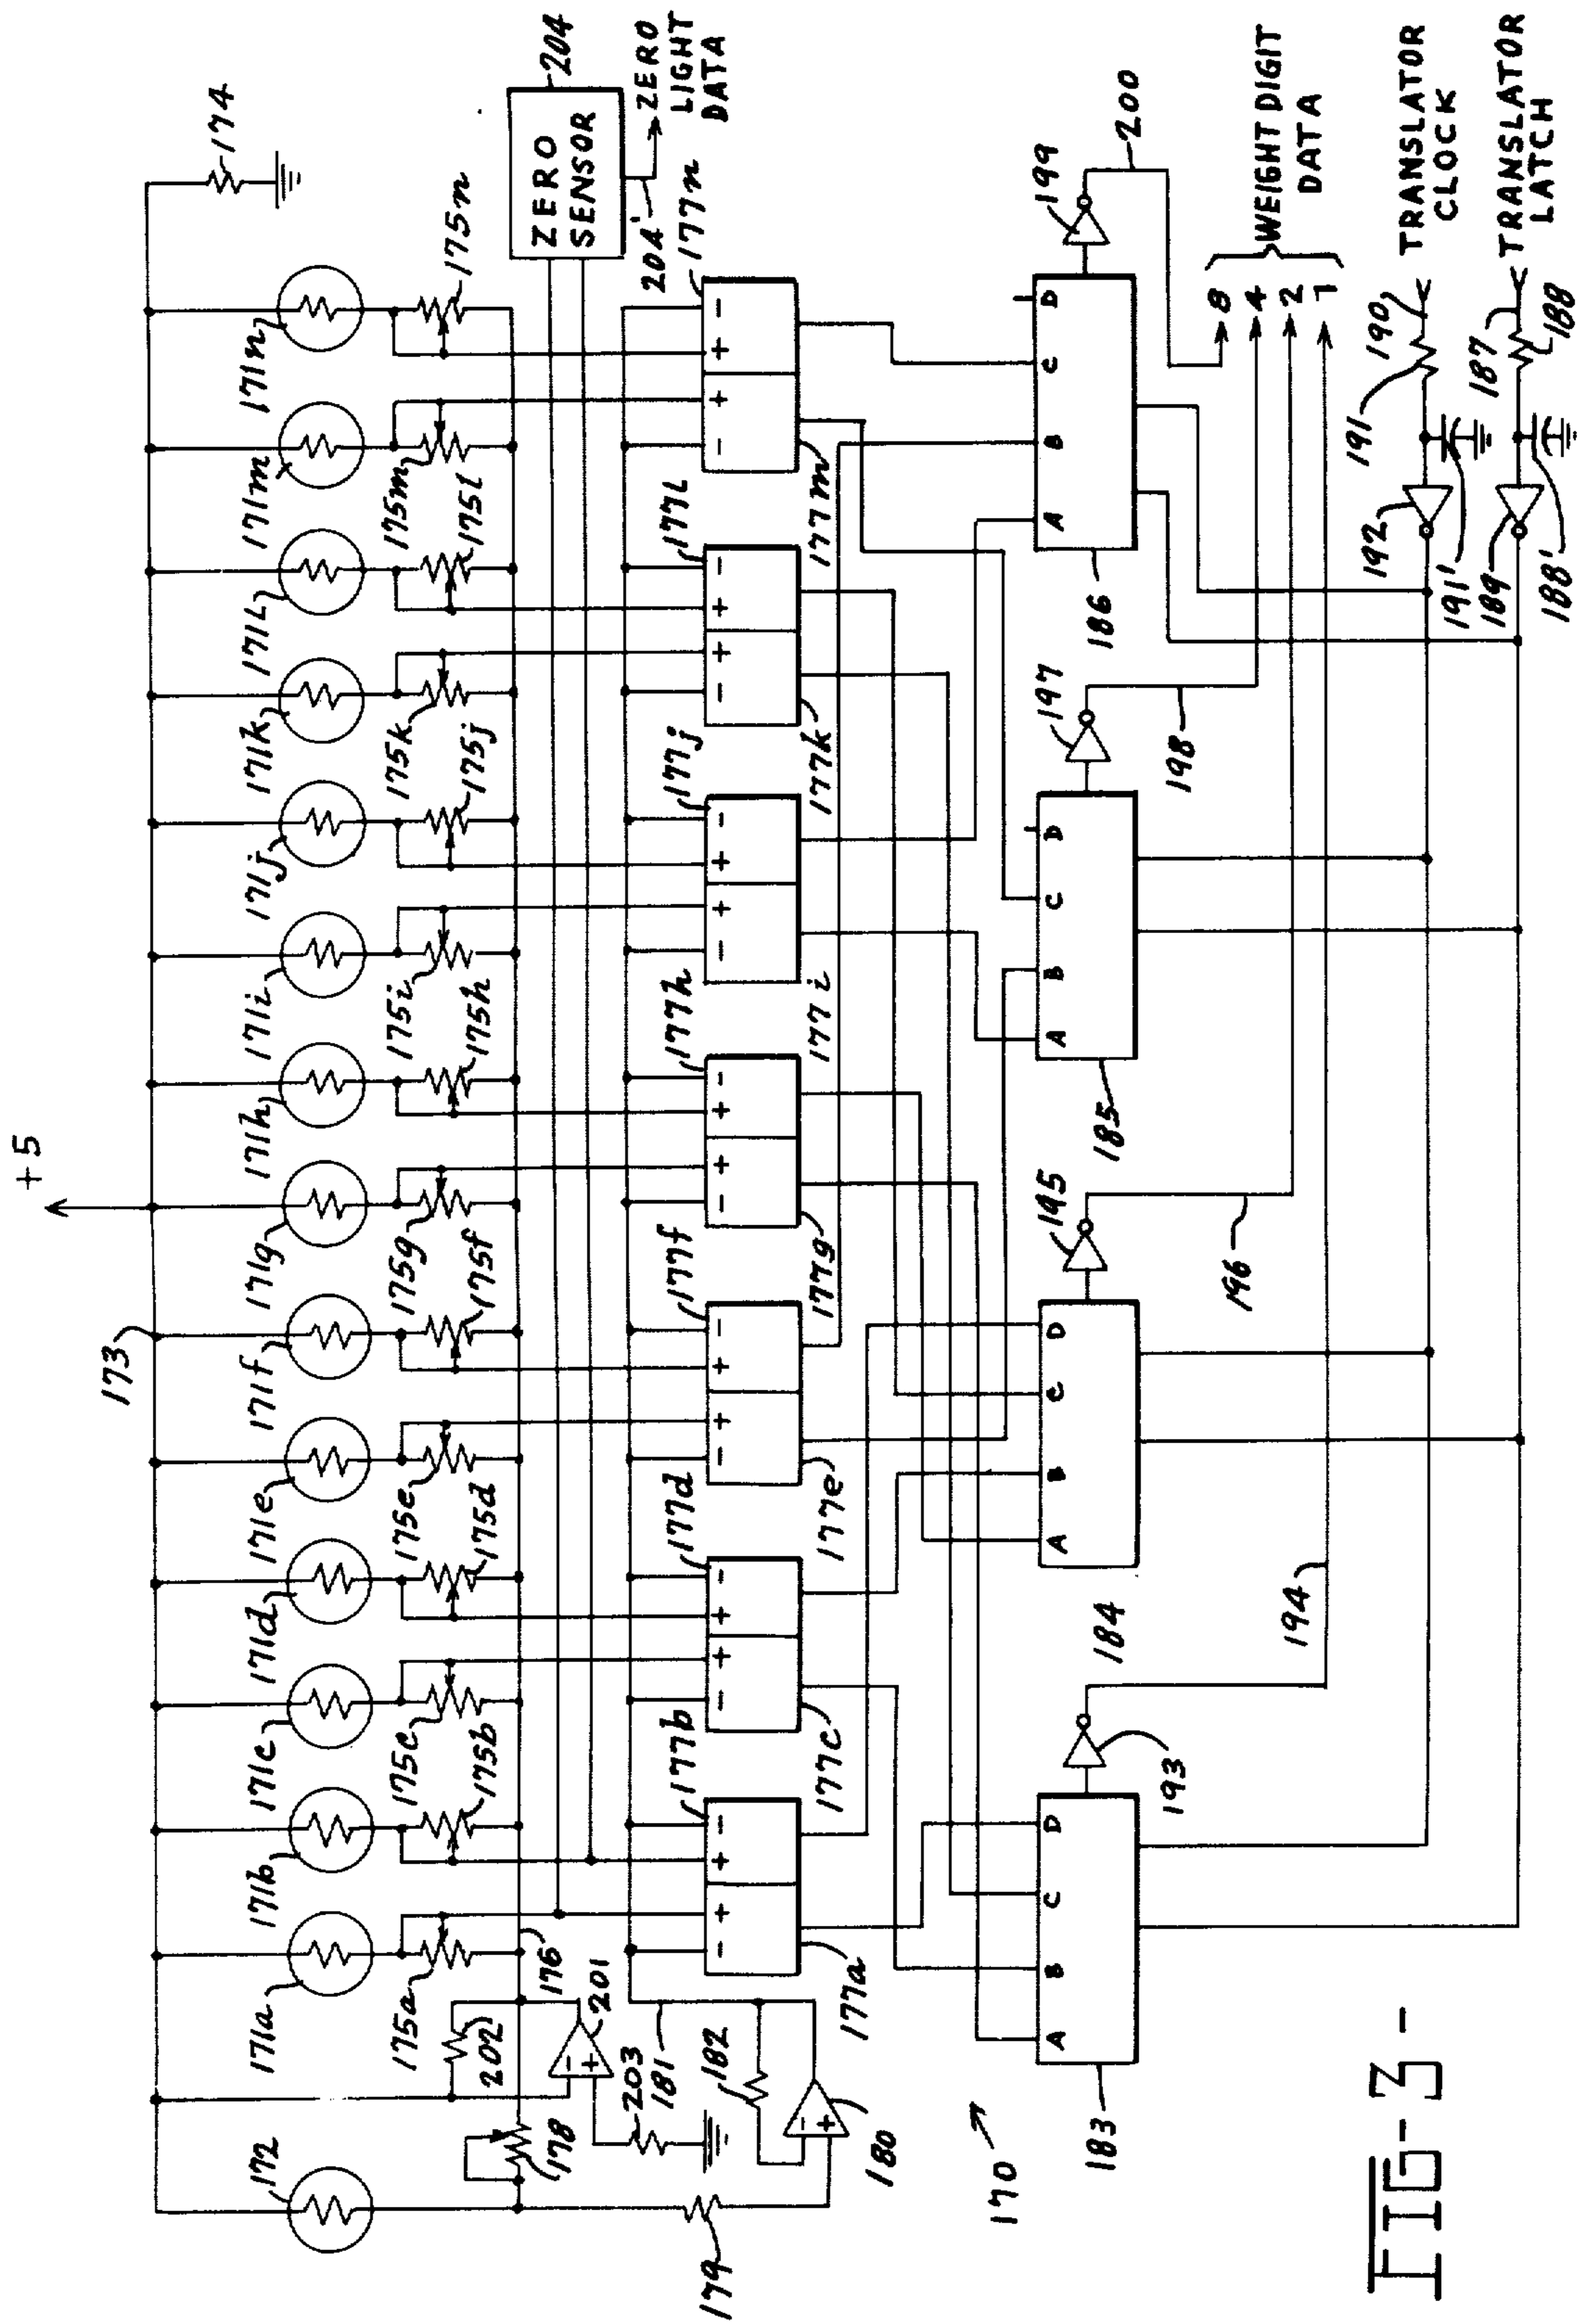 +5
173
174
172
171a
171b
171c
171d
171e
171f
171g
171h
171i
171j
171k
171L
171m
171n
175a
175b
175c
175d
175e
175f
175g
175h
175i
175j
175k
175l
175m
175n
202
176
201
178
203
181
182
179
180
ZERO
SENSOR
204
204'
ZERO
LIGHT
DATA
- + + -
- + + -
- + + -
- + + -
- + + -
- + + -
- + + -
- +
- +
177a
177b
177c
177d
177e
177f
177g
177h
177i
177j
177k
177L
177m
177n
170
A B C D
183
193
194
A B C D
184
195
196
A B C D
185
197
198
A B C D
186
199
200
8
4
2
1
WEIGHT DIGIT
DATA
190
191
191'
192
TRANSLATOR
CLOCK
187
188
188'
189
TRANSLATOR
LATCH
FIG-3-